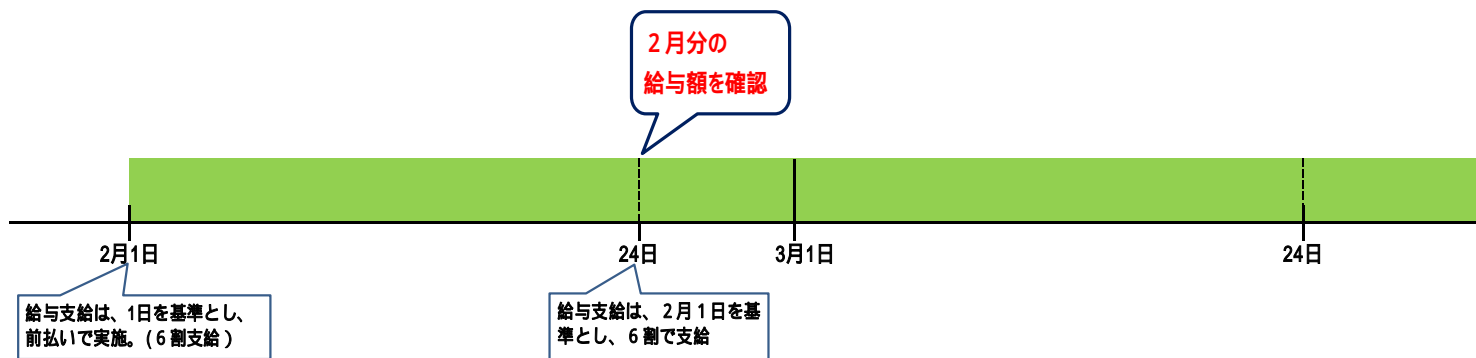 ２月分の
給与額を確認
2月1日
24日
3月1日
24日
給与支給は、1日を基準とし、
前払いで実施。(６割支給)
給与支給は、２月１日を基
準とし、６割で支給